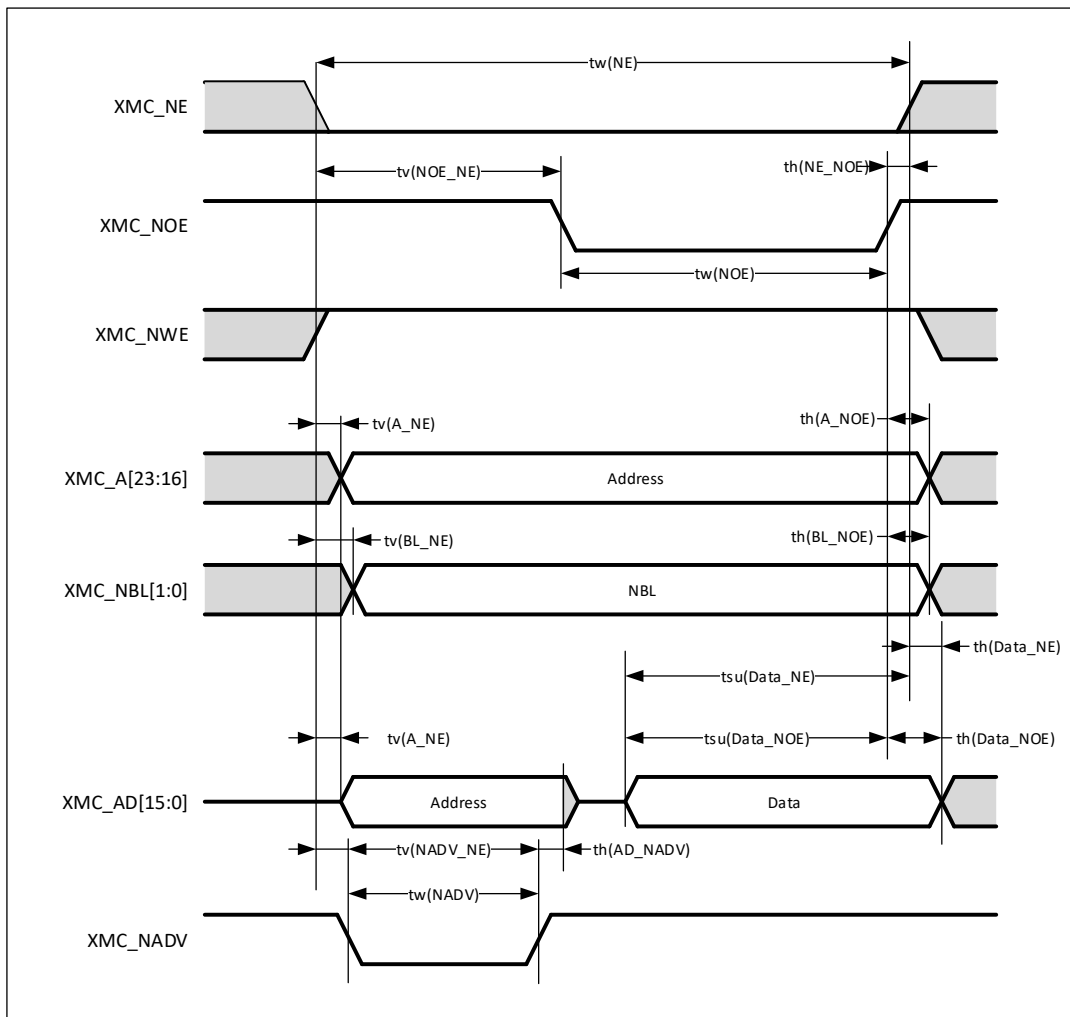 tw(NE)
XMC_NE
tv(NOE_NE)
th(NE_NOE)
XMC_NOE
tw(NOE)
XMC_NWE
tv(A_NE)
th(A_NOE)
XMC_A[23:16]
Address
tv(BL_NE)
th(BL_NOE)
XMC_NBL[1:0]
NBL
th(Data_NE)
tsu(Data_NE)
tv(A_NE)
tsu(Data_NOE)
th(Data_NOE)
XMC_AD[15:0]
Address
Data
tv(NADV_NE)
th(AD_NADV)
tw(NADV)
XMC_NADV